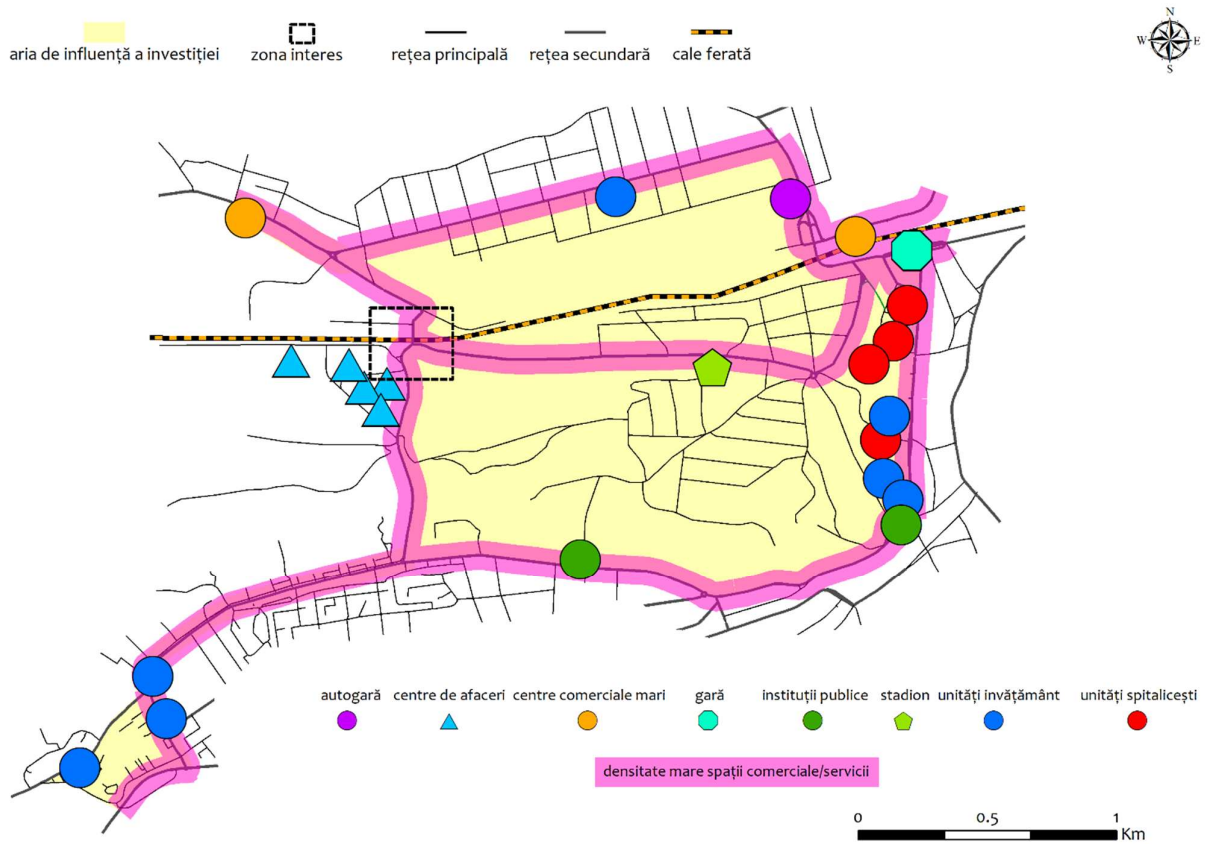 aria de influență a investiției
zona interes
rețea principală
rețea secundară
cale ferată
N
W
E
S
autogară
centre de afaceri
centre comerciale mari
gară
instituții publice
stadion
unități invățământ
unități spitalicești
densitate mare spații comerciale/servicii
0
0.5
1
Km